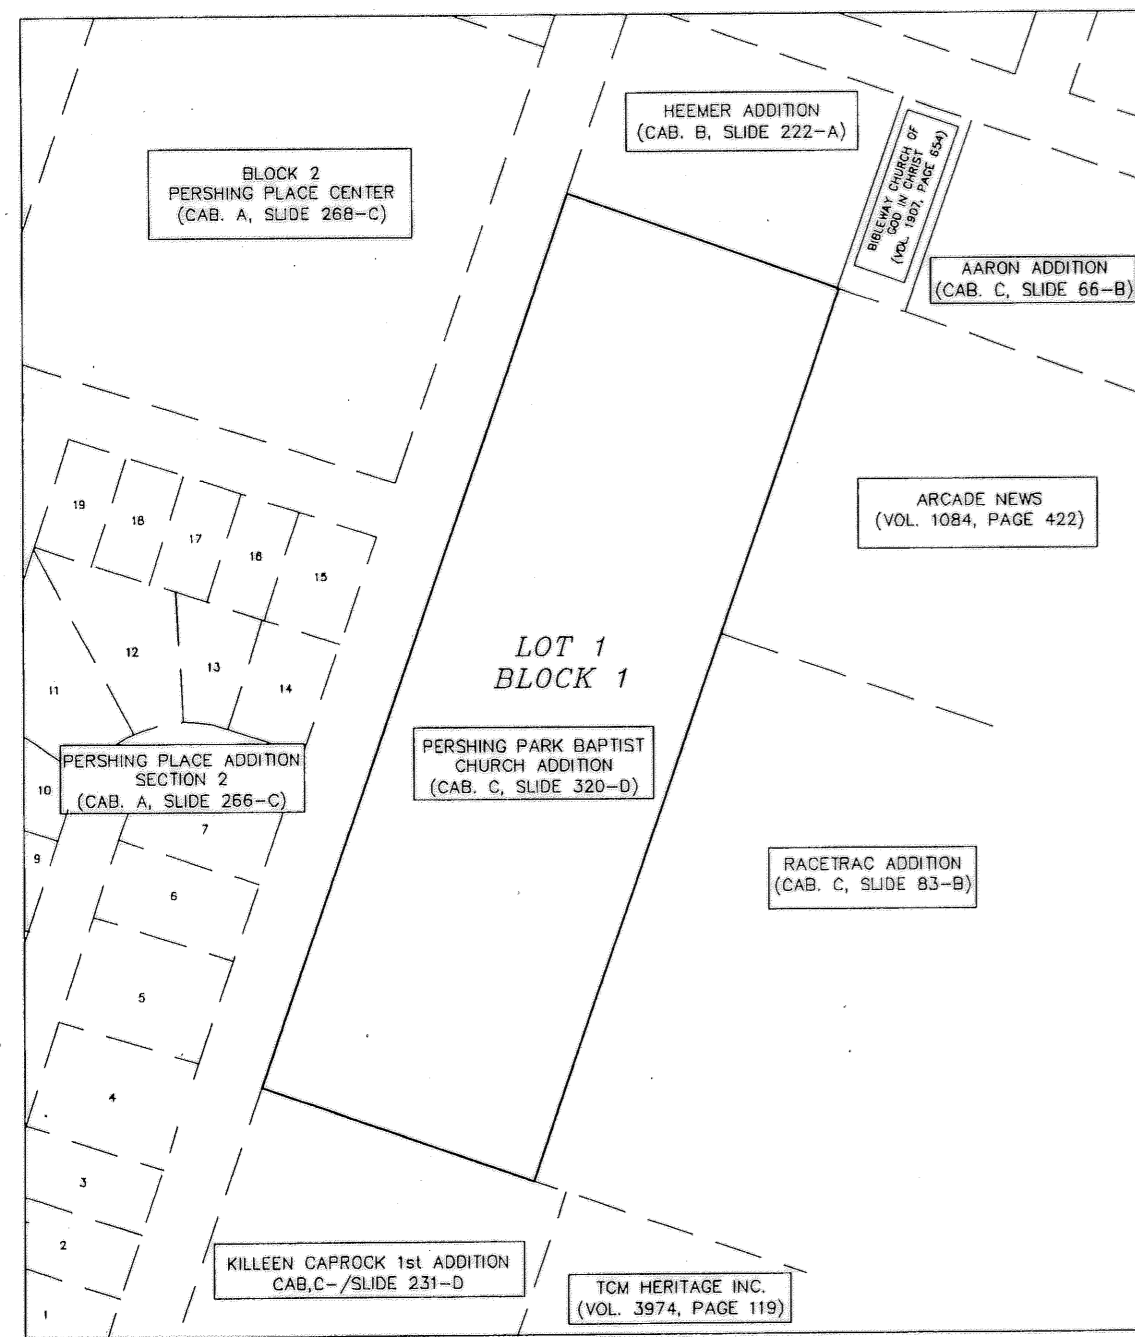 HEEMER ADDITION
(CAB. B, SLIDE 222-A)
BIBLEWAY CHURCH OF
GOD IN CHRIST
(VOL. 1907, PAGE 654)
BLOCK 2
PERSHING PLACE CENTER
(CAB. A, SLIDE 268-C)
AARON ADDITION
(CAB. C, SLIDE 66-B)
19
18
17
16
15
ARCADE NEWS
(VOL. 1084, PAGE 422)
12
13
14
11
LOT 1
BLOCK 1
PERSHING PARK BAPTIST
CHURCH ADDITION
(CAB. C, SLIDE 320-D)
PERSHING PLACE ADDITION
SECTION 2
(CAB. A, SLIDE 266-C)
10
9
7
6
RACETRAC ADDITION
(CAB. C, SLIDE 83-B)
5
4
3
2
1
KILLEEN CAPROCK 1st ADDITION
CAB,C-/SLIDE 231-D
TCM HERITAGE INC.
(VOL. 3974, PAGE 119)